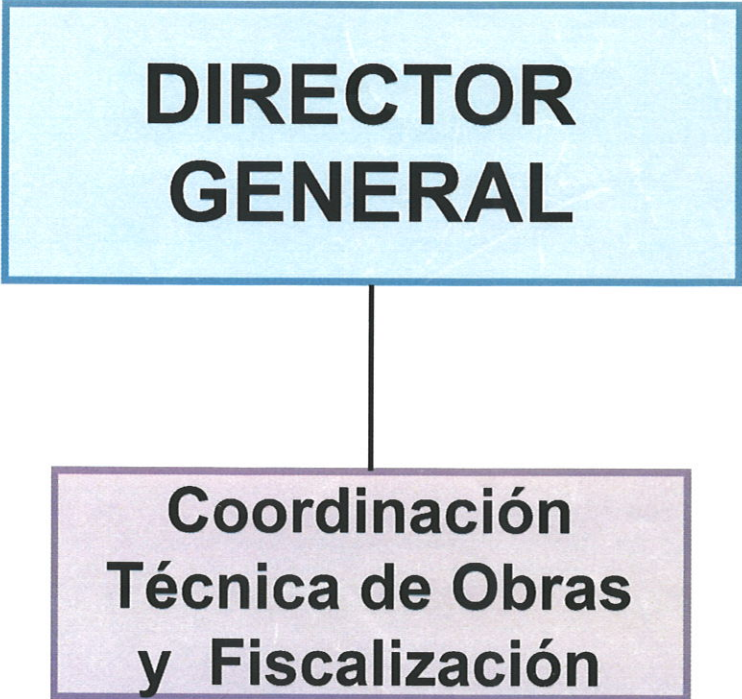 DIRECTOR
GENERAL
Coordinación
Técnica de Obras
y Fiscalización